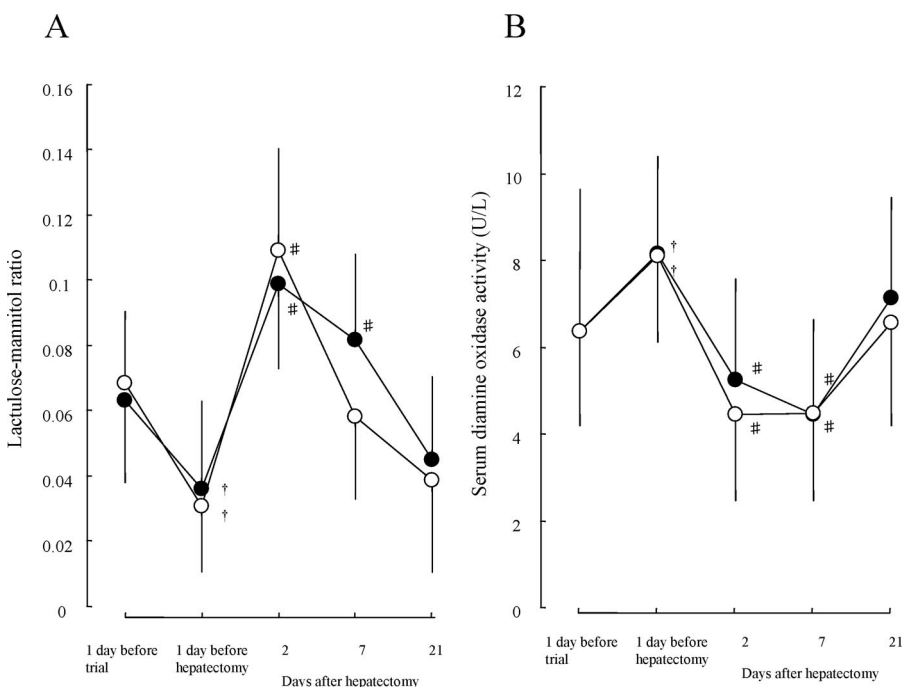 A
Lactulose-mannitol ratio
0.16
0.14
0.12
0.1
0.08
0.06
0.04
0.02
0
♯
♯
♯
†
†
1 day before
trial
1 day before
hepatectomy
2
7
21
Days after hepatectomy
B
Serum diamine oxidase activity (U/L)
12
10
8
6
4
2
0
†
†
♯
♯
♯
♯
1 day before
trial
1 day before
hepatectomy
2
7
21
Days after hepatectomy